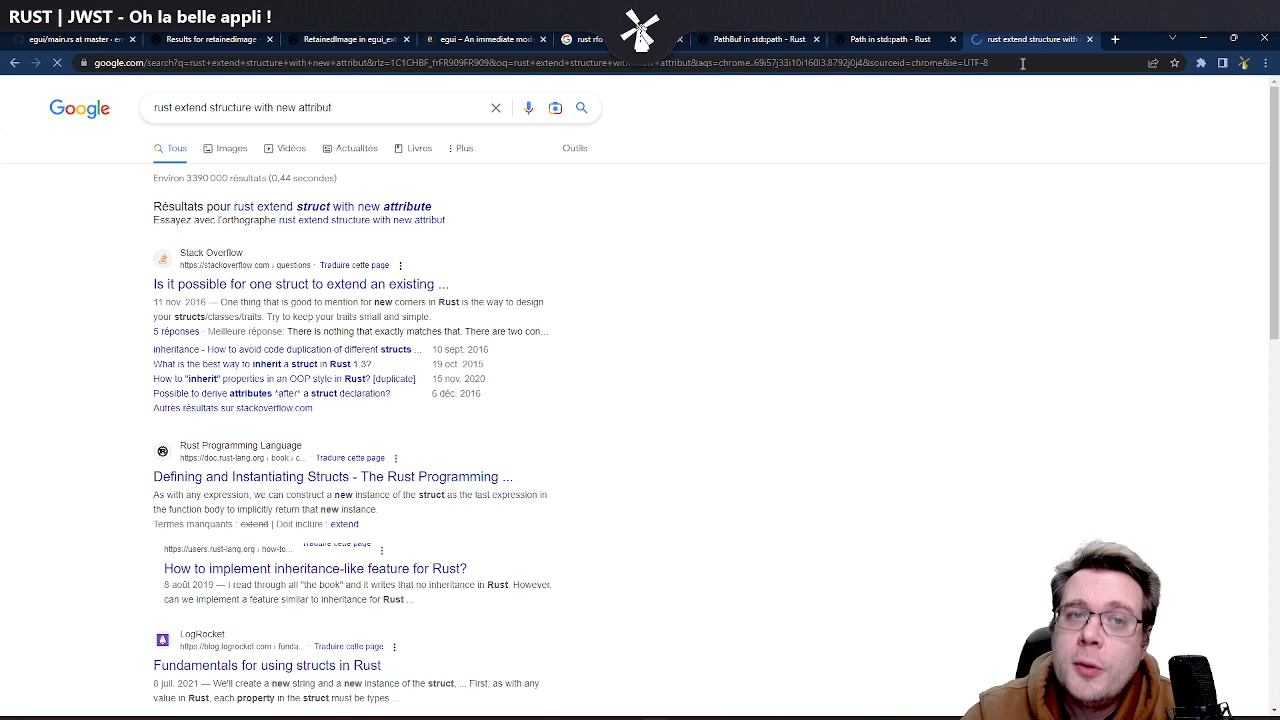 RUST | JWST - Oh la belle appli !
egui/main.rs at master · em
Results for retainedimage
RetainedImage in egui_ext
egui – An immediate mod
rust rfd
PathBuf in std::path - Rust
Path in std::path - Rust
rust extend structure with
Google
rust extend structure with new attribut
Tous
Images
Vidéos
Actualités
Livres
Plus
Outils
Environ 3 390 000 résultats (0,44 secondes)
Résultats pour rust extend struct with new attribute
Essayez avec l'orthographe rust extend structure with new attribut
Stack Overflow
https://stackoverflow.com › questions · Traduire cette page
Is it possible for one struct to extend an existing ...
11 nov. 2016 — One thing that is good to mention for new comers in Rust is the way to design
your structs/classes/traits. Try to keep your traits small and simple.
5 réponses · Meilleure réponse: There is nothing that exactly matches that. There are two con...
inheritance - How to avoid code duplication of different structs ... 10 sept. 2016
What is the best way to inherit a struct in Rust 1.3? 19 oct. 2015
How to "inherit" properties in an OOP style in Rust? [duplicate] 15 nov. 2020
Possible to derive attributes *after* a struct declaration? 6 déc. 2016
Autres résultats sur stackoverflow.com
Rust Programming Language
https://doc.rust-lang.org › book › c... · Traduire cette page
Defining and Instantiating Structs - The Rust Programming ...
As with any expression, we can construct a new instance of the struct as the last expression in
the function body to implicitly return that new instance.
Termes manquants : extend | Doit inclure : extend
https://users.rust-lang.org › how-to... Traduire cette page
How to implement inheritance-like feature for Rust?
8 août 2019 — I read through all "the book" and it writes that no inheritance in Rust. However,
can we implement a feature similar to inheritance for Rust ...
LogRocket
https://blog.logrocket.com › funda... · Traduire cette page
Fundamentals for using structs in Rust
8 juil. 2021 — We'll create a new string and a new instance of the struct, ... First, as with any
value in Rust, each property in the struct must be types ...